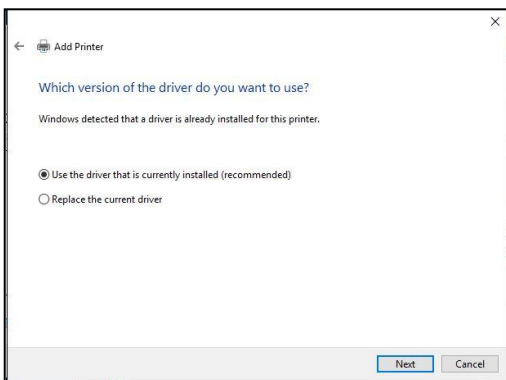 Add Printer
Which version of the driver do you want to use?
Windows detected that a driver is already installed for this printer.
Use the driver that is currently installed (recommended)
Replace the current driver
Next Cancel